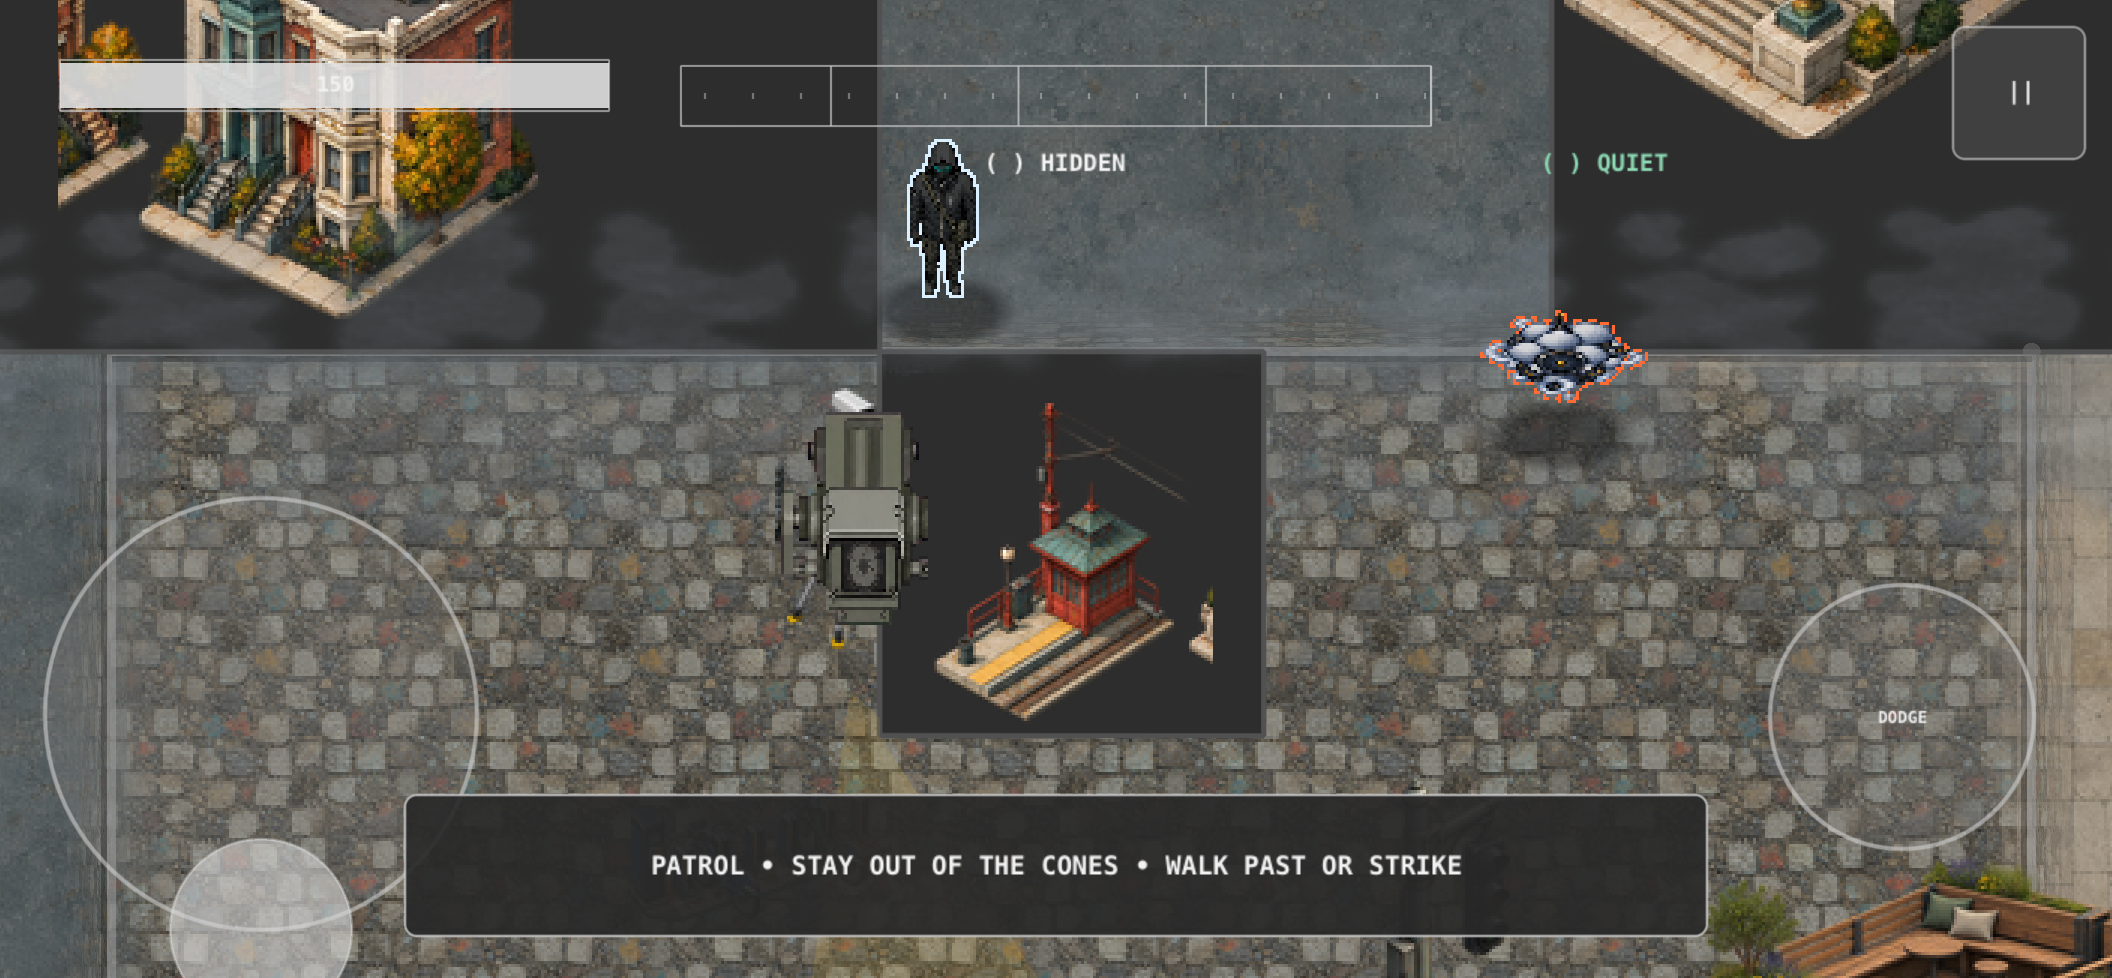 150
( ) HIDDEN
( ) QUIET
DODGE
PATROL • STAY OUT OF THE CONES • WALK PAST OR STRIKE